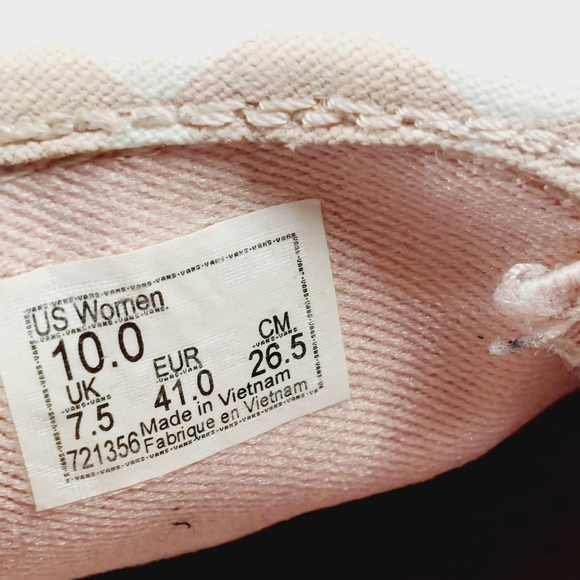 US Women
10.0
UK EUR CM
7.5 41.0 26.5
721356 Made in Vietnam
Fabrique en Vietnam